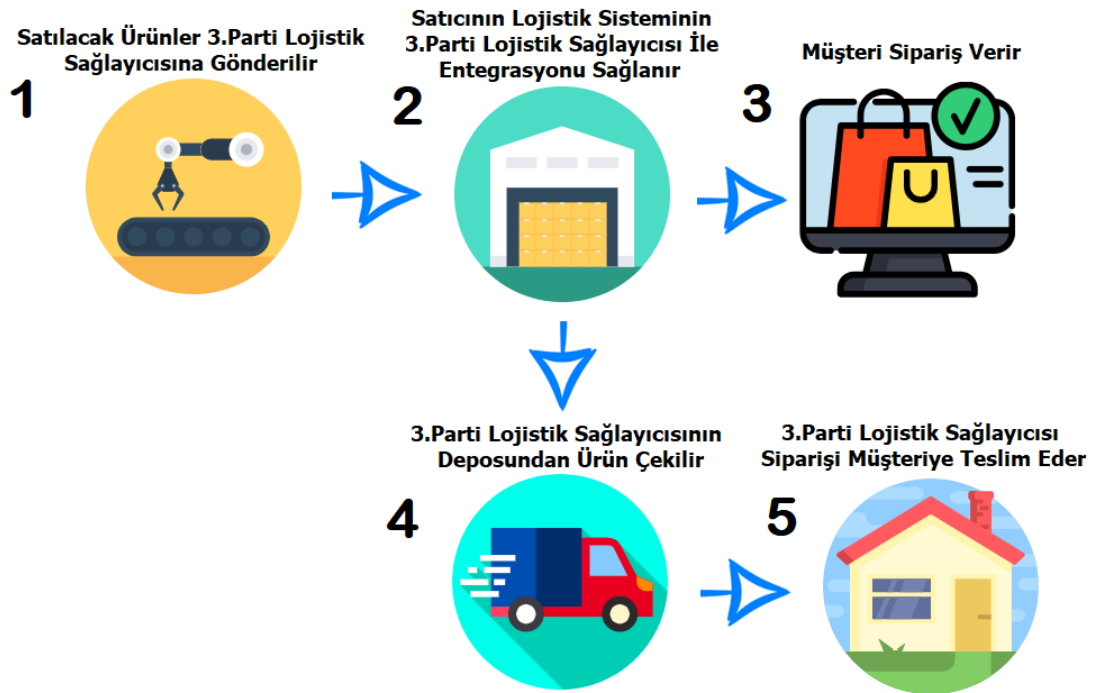 Satılacak Ürünler 3.Parti Lojistik
Sağlayıcısına Gönderilir
1
Satıcının Lojistik Sisteminin
3.Parti Lojistik Sağlayıcısı İle
Entegrasyonu Sağlanır
2
Müşteri Sipariş Verir
3
3.Parti Lojistik Sağlayıcısının
Deposundan Ürün Çekilir
4
3.Parti Lojistik Sağlayıcısı
Siparişi Müşteriye Teslim Eder
5